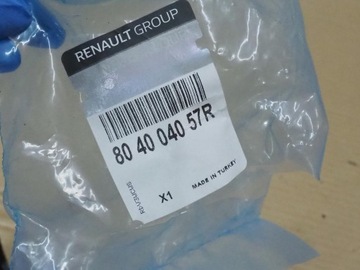 RENAULT GROUP
80 40 040 57R
X1
MADE IN TURKEY